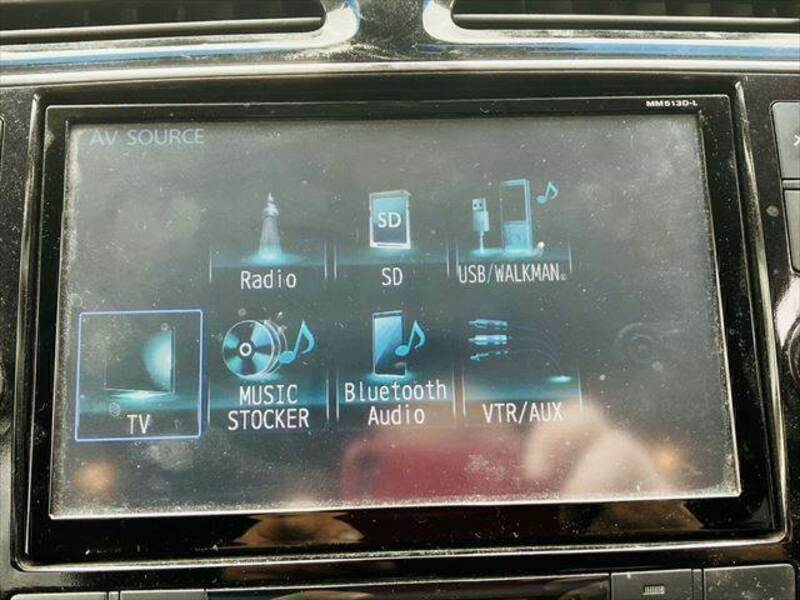 MM513D-L
AV SOURCE
SD
Radio
SD
USB/WALKMAN®
TV
MUSIC
STOCKER
Bluetooth
Audio
VTR/AUX